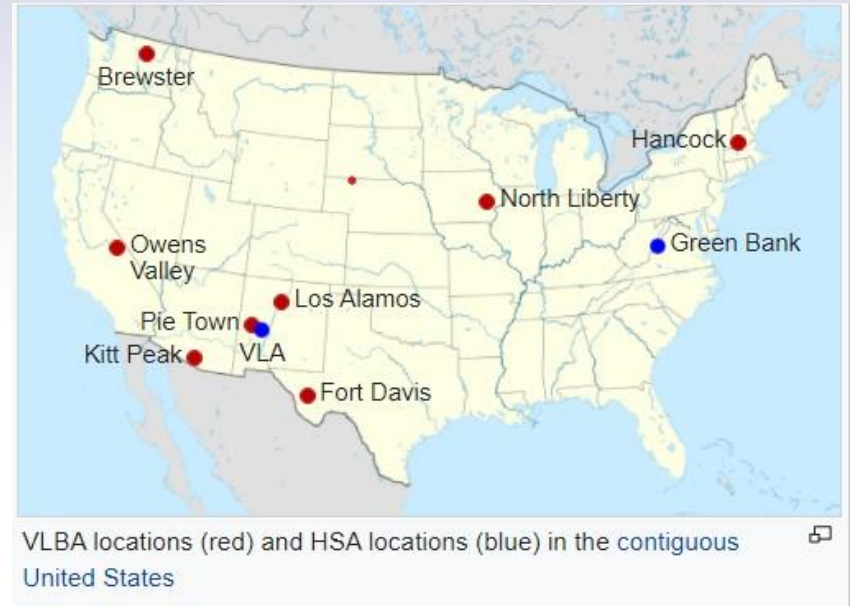 Brewster
Hancock
North Liberty
Green Bank
Owens
Valley
Los Alamos
Pie Town
VLA
Kitt Peak
Fort Davis
VLBA locations (red) and HSA locations (blue) in the contiguous
United States